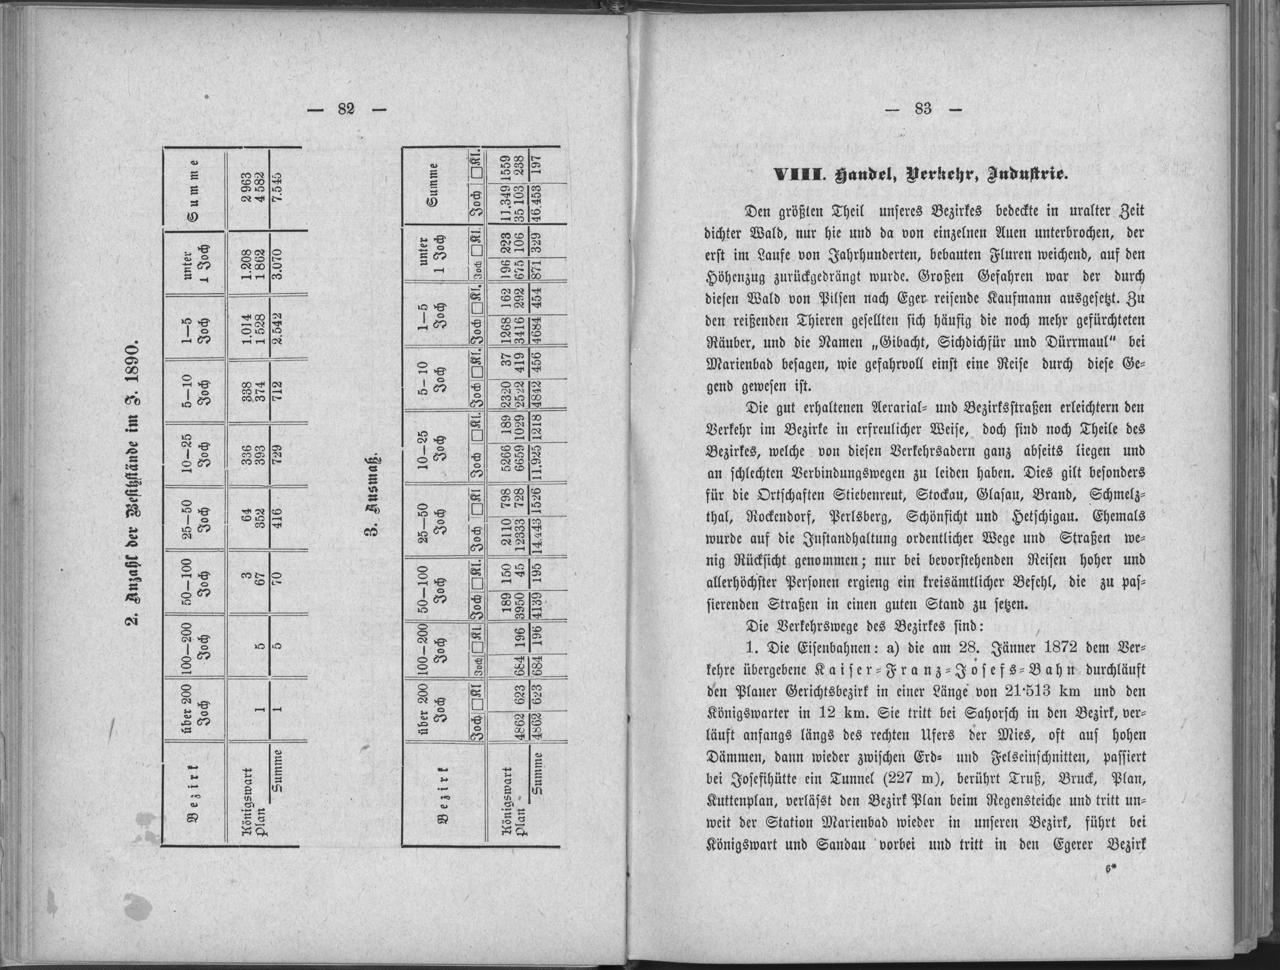 — 82 —
2. Anzahl der Besitzstände im J. 1890.
Bezirk | über 200 Joch | 100—200 Joch | 50—100 Joch | 25—50 Joch | 10—25 Joch | 5—10 Joch | 1—5 Joch | unter 1 Joch | Summe
Königswart | | | 3 | 64 | 336 | 338 | 1.014 | 1.208 | 2 963
Plan | 1 | 5 | 67 | 352 | 393 | 374 | 1 528 | 1 862 | 4 582
Summe | 1 | 5 | 70 | 416 | 729 | 712 | 2.542 | 3.070 | 7.545
3. Ausmaß.
Bezirk | über 200 | 100—200 | 50—100 | 25—50 | 10—25 | 5—10 | 1—5 | unter 1 Joch | Summe
Joch | Joch | Joch | Joch | Joch | Joch | Joch
Joch □Kl | Joch □Kl. | Joch □Kl. | Joch □Kl | Joch □Kl. | Joch □Kl. | Joch □Kl. | Joch □Kl. | Joch □Kl.
Königswart | | | 189 150 | 2110 798 | 5266 189 | 2320 37 | 1268 162 | 196 223 | 11.349 1559
Plan - | 4862 623 | 684 196 | 3950 45 | 12333 728 | 6659 1029 | 2522 419 | 3416 292 | 675 106 | 35 103 238
Summe | 4862 623 | 684 196 | 4139 195 | 14.443 1526 | 11.925 1218 | 4842 456 | 4684 454 | 871 329 | 46.453 197
— 83 —
VIII. Handel, Verkehr, Industrie.
Den größten Theil unseres Bezirkes bedeckte in uralter Zeit
dichter Wald, nur hie und da von einzelnen Auen unterbrochen, der
erst im Laufe von Jahrhunderten, bebauten Fluren weichend, auf den
Höhenzug zurückgedrängt wurde. Großen Gefahren war der durch
diesen Wald von Pilsen nach Eger reisende Kaufmann ausgesetzt. Zu
den reißenden Thieren gesellten sich häufig die noch mehr gefürchteten
Räuber, und die Namen „Gibacht, Sichdichfür und Dürrmaul" bei
Marienbad besagen, wie gefahrvoll einst eine Reise durch diese Ge-
gend gewesen ist.
Die gut erhaltenen Aerarial- und Bezirksstraßen erleichtern den
Verkehr im Bezirke in erfreulicher Weise, doch sind noch Theile des
Bezirkes, welche von diesen Verkehrsadern ganz abseits liegen und
an schlechten Verbindungswegen zu leiden haben. Dies gilt besonders
für die Ortschaften Stiebenreut, Stockau, Glasau, Brand, Schmelz-
thal, Rockendorf, Perlsberg, Schönficht und Hetschigau. Ehemals
wurde auf die Instandhaltung ordentlicher Wege und Straßen we-
nig Rücksicht genommen; nur bei bevorstehenden Reisen hoher und
allerhöchster Personen ergieng ein kreisämtlicher Befehl, die zu pas-
sierenden Straßen in einen guten Stand zu setzen.
Die Verkehrswege des Bezirkes sind:
1. Die Eisenbahnen: a) die am 28. Jänner 1872 dem Ver-
kehre übergebene Kaiser-Franz-Josefs-Bahn durchläuft
den Planer Gerichtsbezirk in einer Länge von 21·513 km und den
Königswarter in 12 km. Sie tritt bei Sahorsch in den Bezirk, ver-
läuft anfangs längs des rechten Ufers der Mies, oft auf hohen
Dämmen, dann wieder zwischen Erd- und Felseinschnitten, passiert
bei Josefihütte ein Tunnel (227 m), berührt Truß, Bruck, Plan,
Kuttenplan, verlässt den Bezirk Plan beim Regensteiche und tritt un-
weit der Station Marienbad wieder in unseren Bezirk, führt bei
Königswart und Sandau vorbei und tritt in den Egerer Bezirk
6*